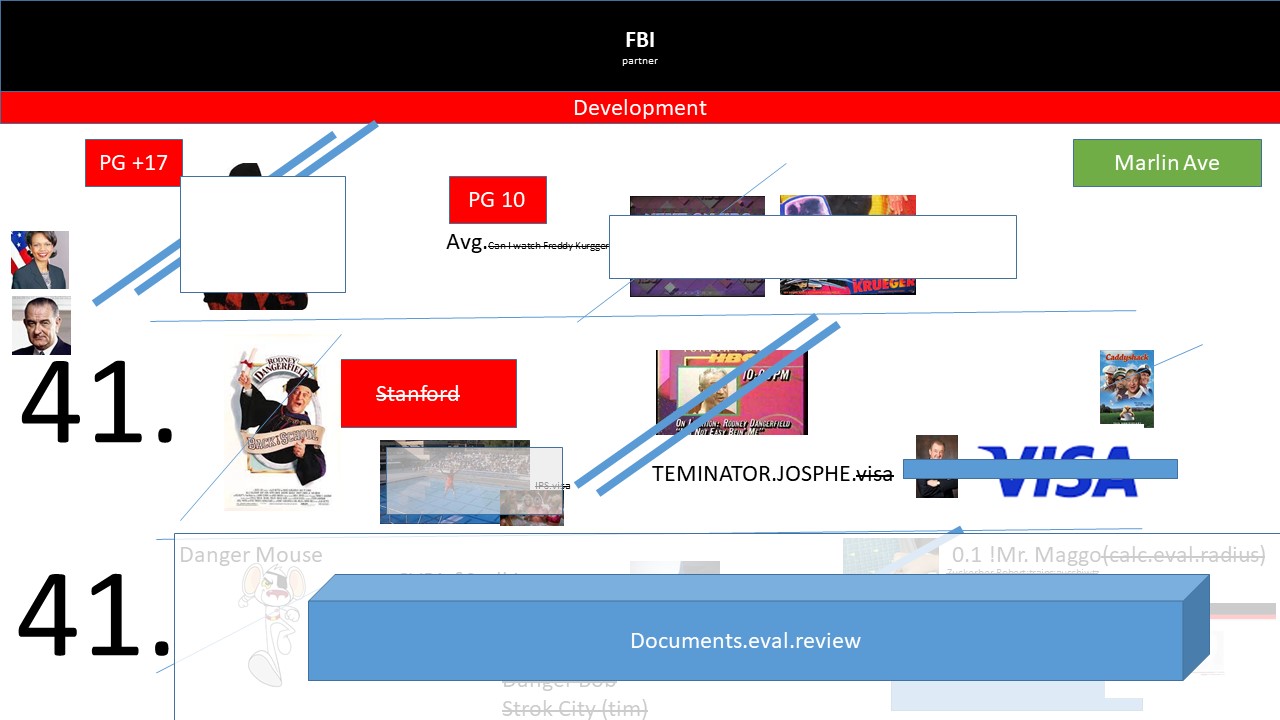 FBI
partner
Development
PG +17
Marlin Ave
PG 10
Avg.Can I watch Freddy Kurgger
KRUEGER
RODNEY
DANGERFIELD
BACK TO SCHOOL
Stanford
HBO
10:00PM
ON LOCATION: RODNEY DANGERFIELD
NOT EASY BEIN' ME"
Caddyshack
IPS.visa
TEMINATOR.JOSPHE.visa
VISA
41.
Danger Mouse
0.1 !Mr. Maggo(calc.eval.radius)
41.
Documents.eval.review
Danger Bob
Strok City (tim)